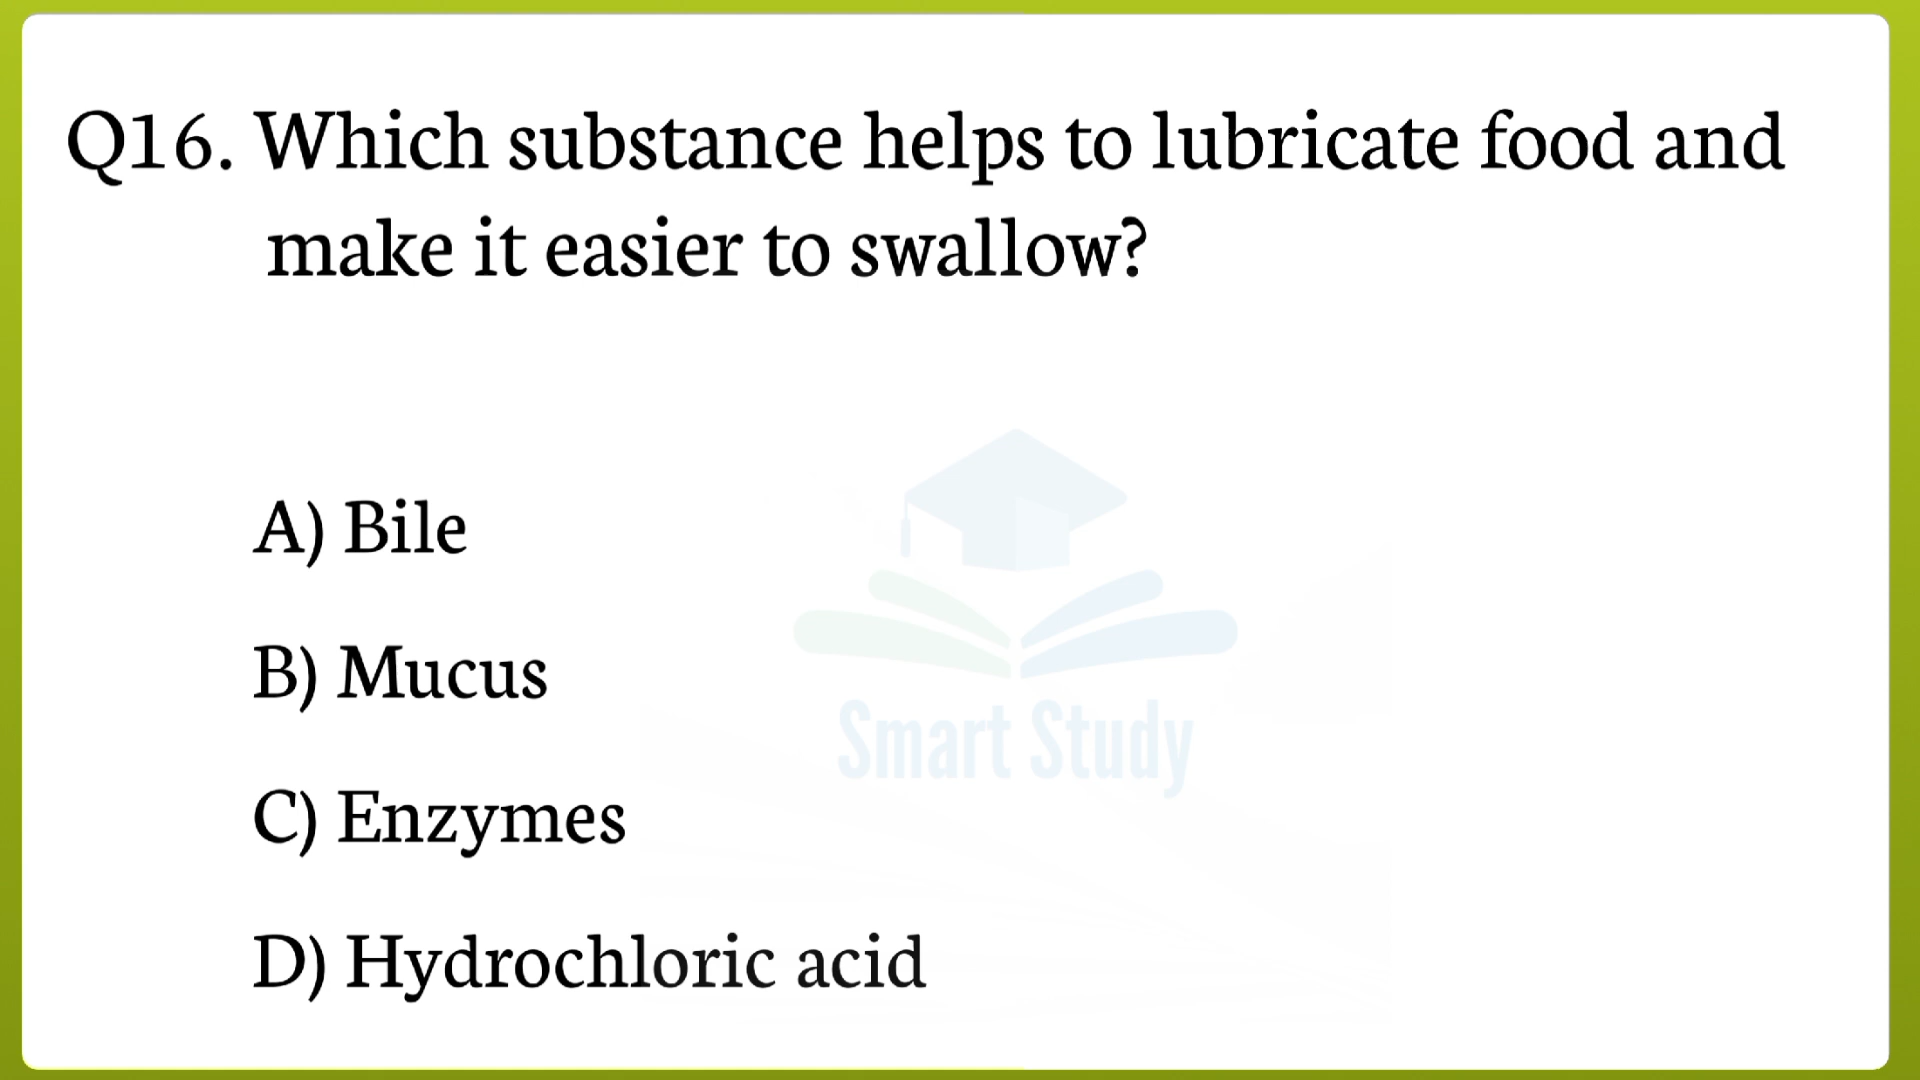 Q16. Which substance helps to lubricate food and
make it easier to swallow?
A) Bile
B) Mucus
Smart Study
C) Enzymes
D) Hydrochloric acid